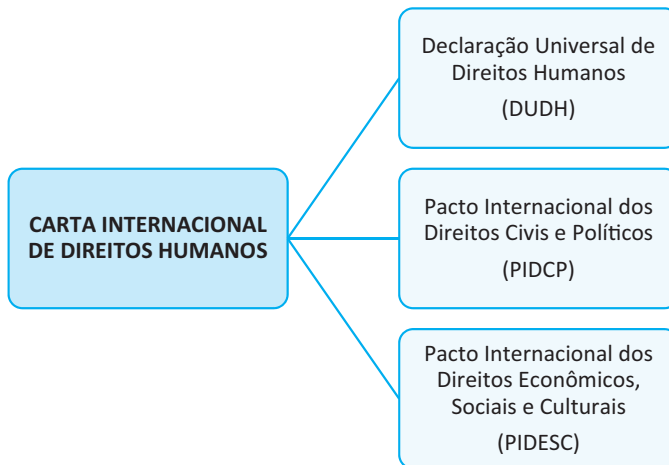 CARTA INTERNACIONAL
DE DIREITOS HUMANOS
Declaração Universal de
Direitos Humanos
(DUDH)
Pacto Internacional dos
Direitos Civis e Políticos
(PIDCP)
Pacto Internacional dos
Direitos Econômicos,
Sociais e Culturais
(PIDESC)